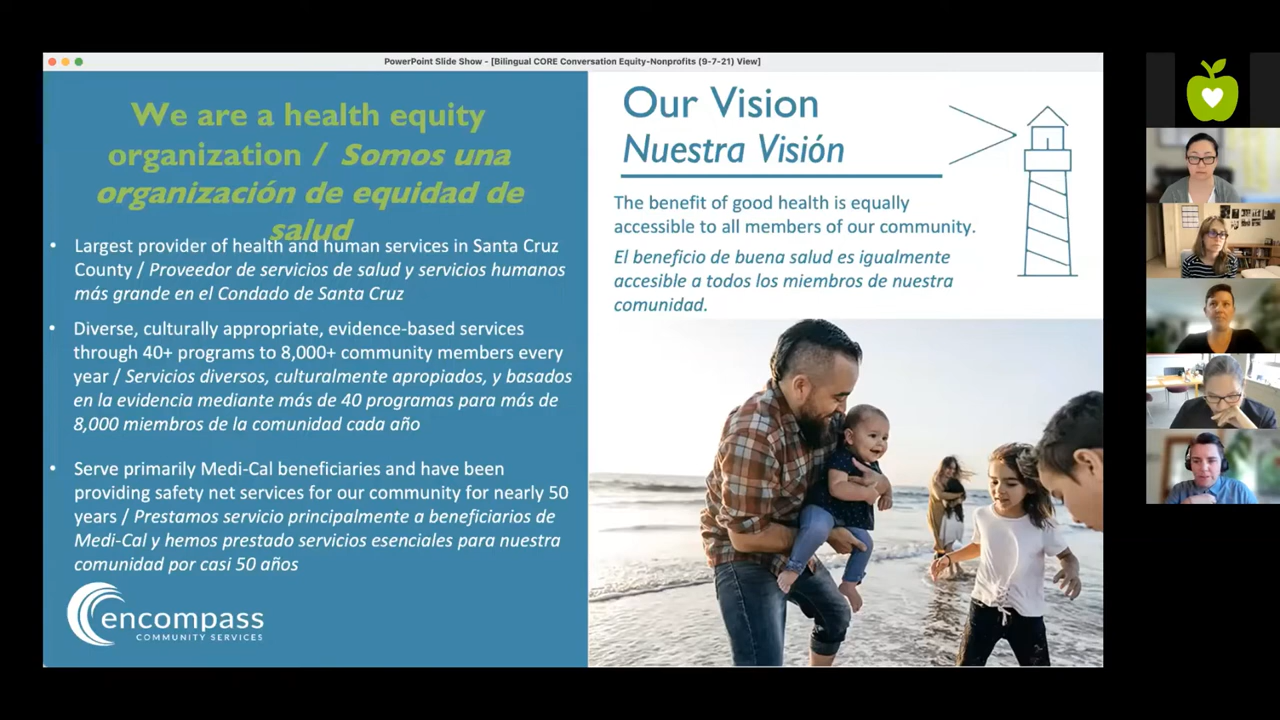 PowerPoint Slide Show - [Bilingual CORE Conversation Equity-Nonprofits (9-7-21) View]
We are a health equity
organization / Somos una
organización de equidad de
salud
• Largest provider of health and human services in Santa Cruz
County / Proveedor de servicios de salud y servicios humanos
más grande en el Condado de Santa Cruz
• Diverse, culturally appropriate, evidence-based services
through 40+ programs to 8,000+ community members every
year / Servicios diversos, culturalmente apropiados, y basados
en la evidencia mediante más de 40 programas para más de
8,000 miembros de la comunidad cada año
• Serve primarily Medi-Cal beneficiaries and have been
providing safety net services for our community for nearly 50
years / Prestamos servicio principalmente a beneficiarios de
Medi-Cal y hemos prestado servicios esenciales para nuestra
comunidad por casi 50 años
encompass
COMMUNITY SERVICES
Our Vision
Nuestra Visión
The benefit of good health is equally
accessible to all members of our community.
El beneficio de buena salud es igualmente
accesible a todos los miembros de nuestra
comunidad.